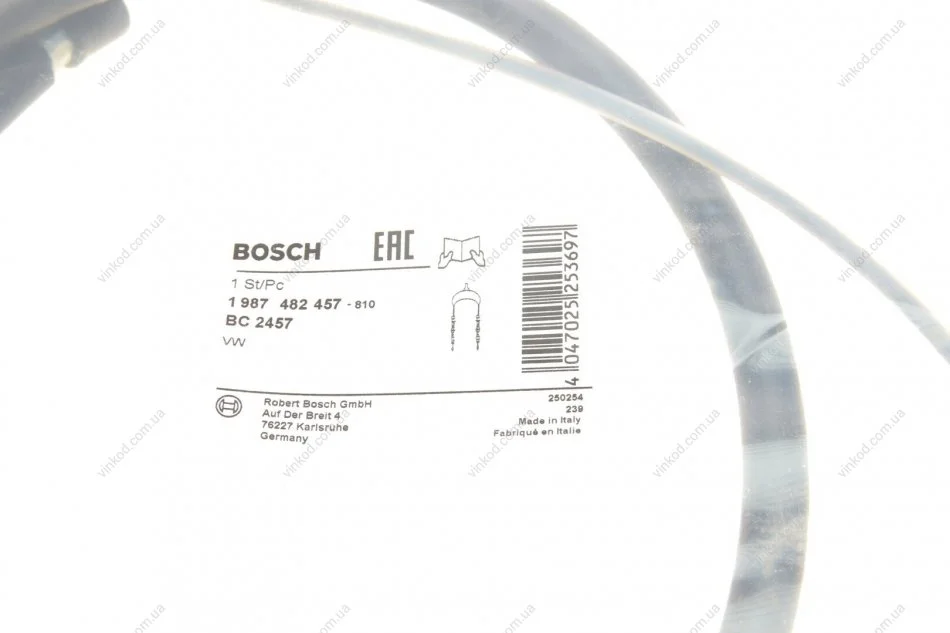 BOSCH
EAC
1 St/Pc
1 987 482 457 - 810
BC 2457
VW
4 047025 253697
Robert Bosch GmbH
Auf Der Breit 4
76227 Karlsruhe
Germany
250254
239
Made in Italy
Fabriqué en Italie
vinkod.com.ua